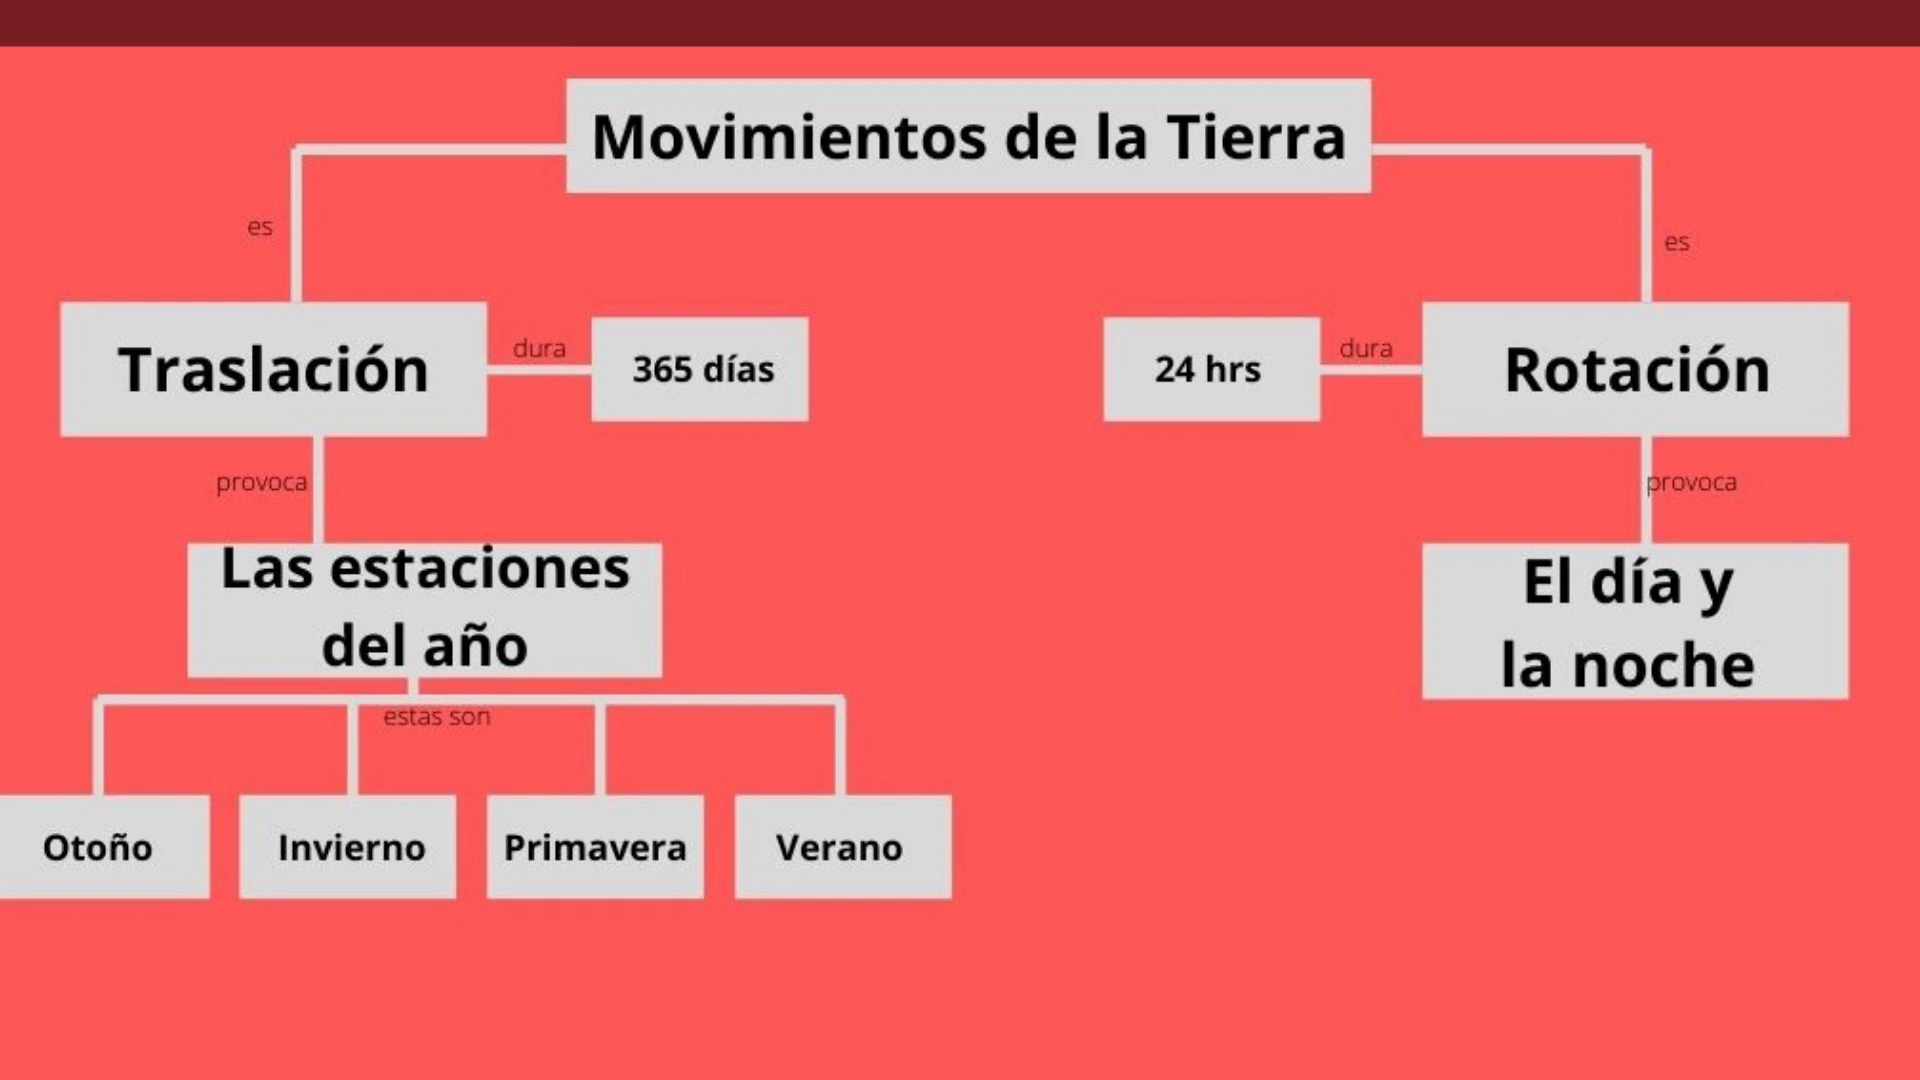 Movimientos de la Tierra
es
es
Traslación
dura
365 días
24 hrs
dura
Rotación
provoca
provoca
Las estaciones
del año
El día y
la noche
estas son
Otoño
Invierno
Primavera
Verano